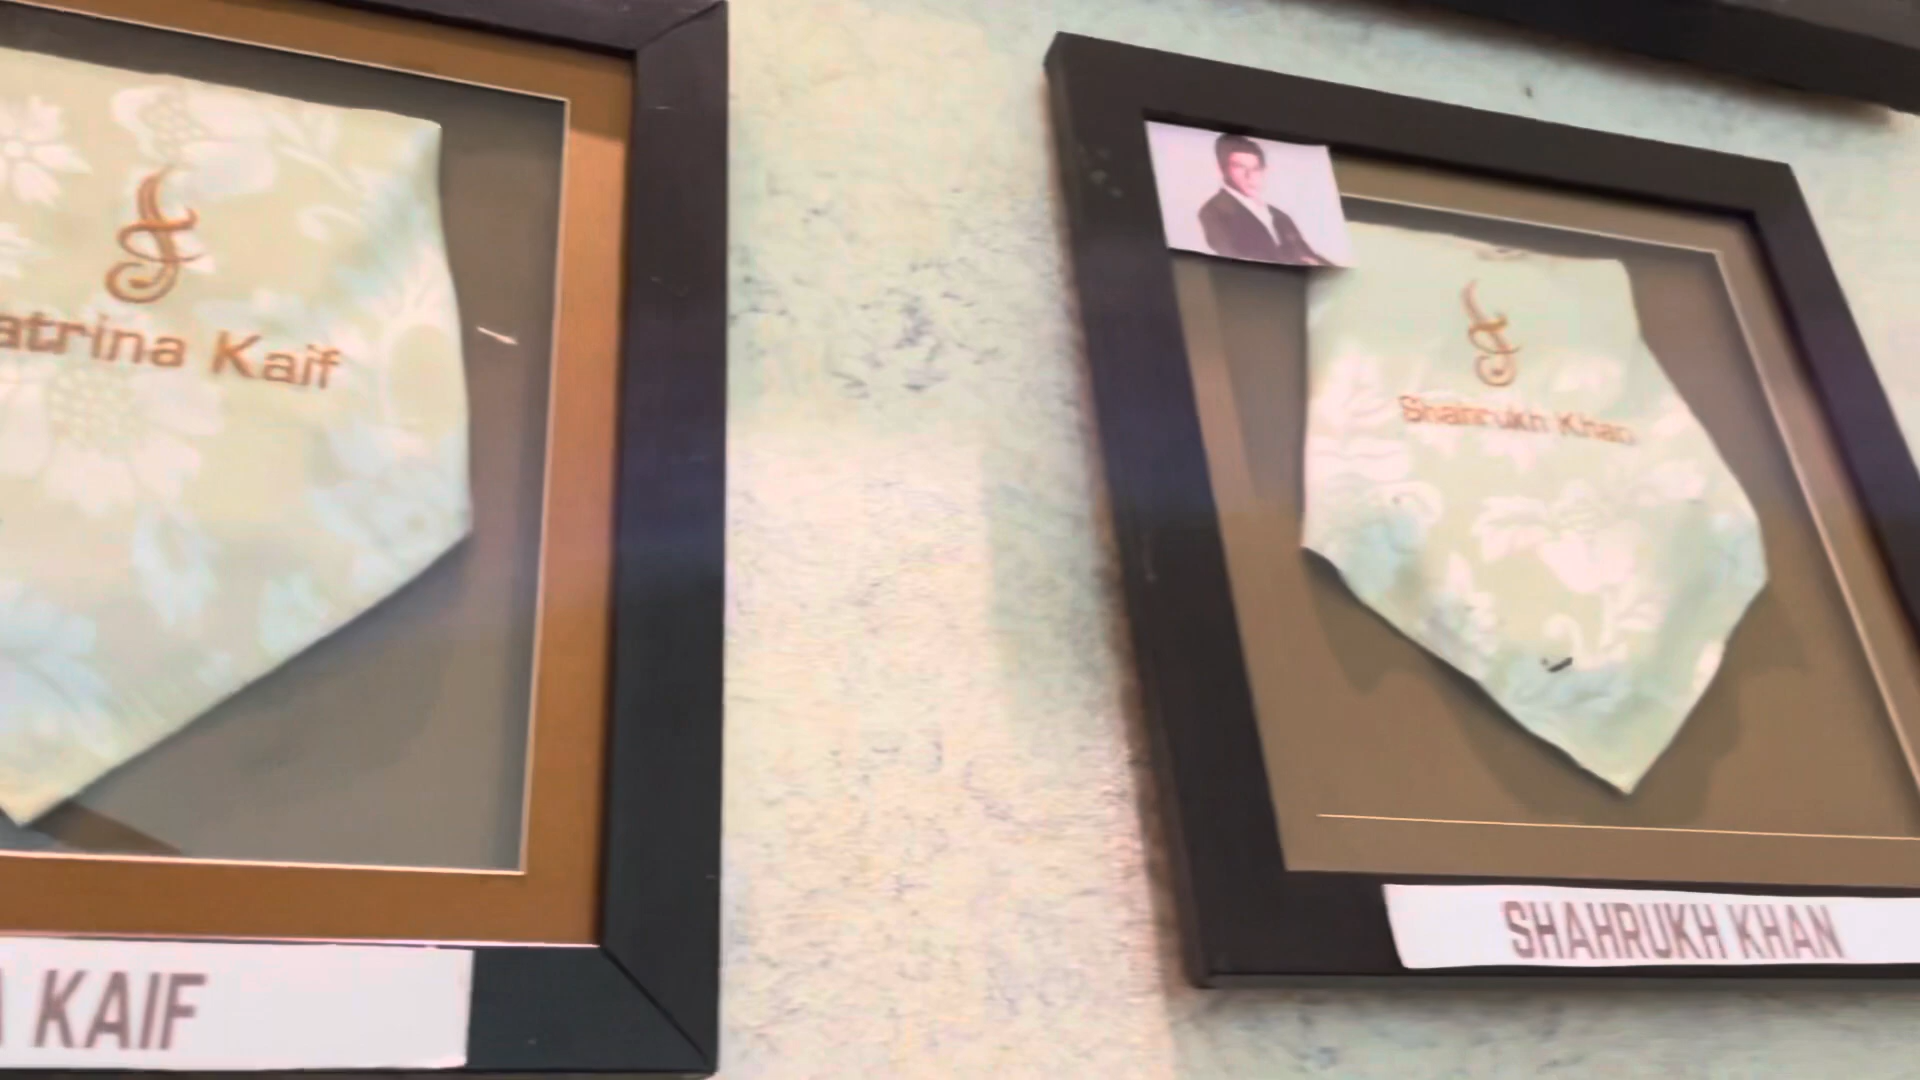 atrina Kaif
KAIF
Shahrukh Khan
SHAHRUKH KHAN